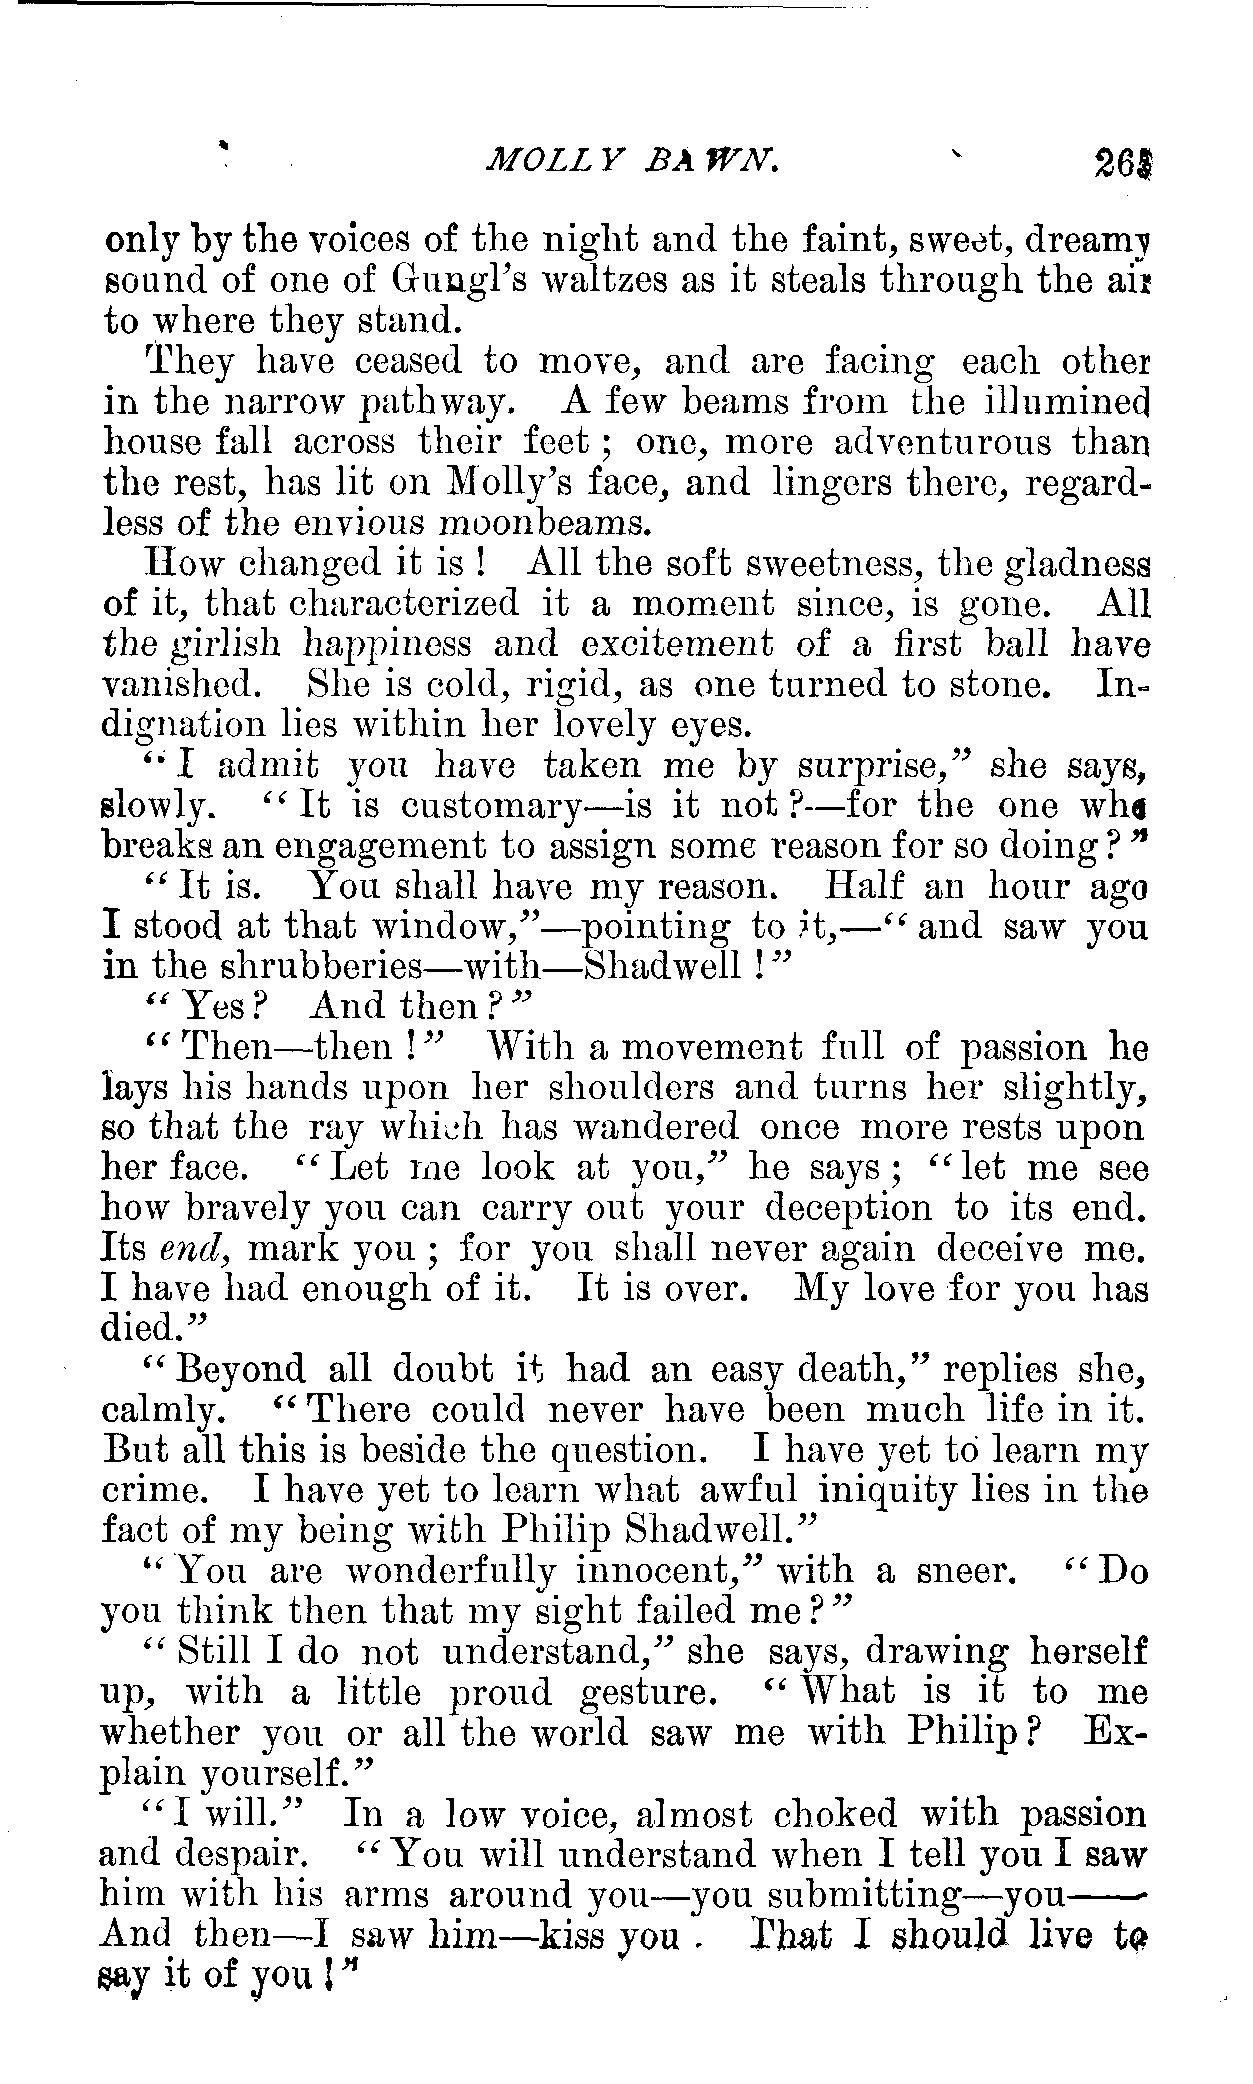 MOLLY BAWN.
only by the voices of the night and the faint, sweet, dreamy
sound of one of Gungl's waltzes as it steals through the air
to where they stand.
They have ceased to move, and are facing each other
in the narrow pathway. A few beams from the illumined
house fall across their feet; one, more adventurous than
the rest, has lit on Molly's face, and lingers there, regard-
less of the envious moonbeams.
How changed it is! All the soft sweetness, the gladness
of it, that characterized it a moment since, is gone. All
the girlish happiness and excitement of a first ball have
vanished. She is cold, rigid, as one turned to stone. In-
dignation lies within her lovely eyes.
"I admit you have taken me by surprise," she says,
slowly. "It is customary—is it not?—for the one who
breaks an engagement to assign some reason for so doing?"
"It is. You shall have my reason. Half an hour ago
I stood at that window,"—pointing to it,—"and saw you
in the shrubberies—with—Shadwell!"
"Yes? And then?"
"Then—then!" With a movement full of passion he
lays his hands upon her shoulders and turns her slightly,
so that the ray which has wandered once more rests upon
her face. "Let me look at you," he says; "let me see
how bravely you can carry out your deception to its end.
Its end, mark you; for you shall never again deceive me.
I have had enough of it. It is over. My love for you has
died."
"Beyond all doubt it had an easy death," replies she,
calmly. "There could never have been much life in it.
But all this is beside the question. I have yet to learn my
crime. I have yet to learn what awful iniquity lies in the
fact of my being with Philip Shadwell."
"You are wonderfully innocent," with a sneer. "Do
you think then that my sight failed me?"
"Still I do not understand," she says, drawing herself
up, with a little proud gesture. "What is it to me
whether you or all the world saw me with Philip? Ex-
plain yourself."
"I will." In a low voice, almost choked with passion
and despair. "You will understand when I tell you I saw
him with his arms around you—you submitting—you——
And then—I saw him—kiss you. That I should live to
say it of you!"